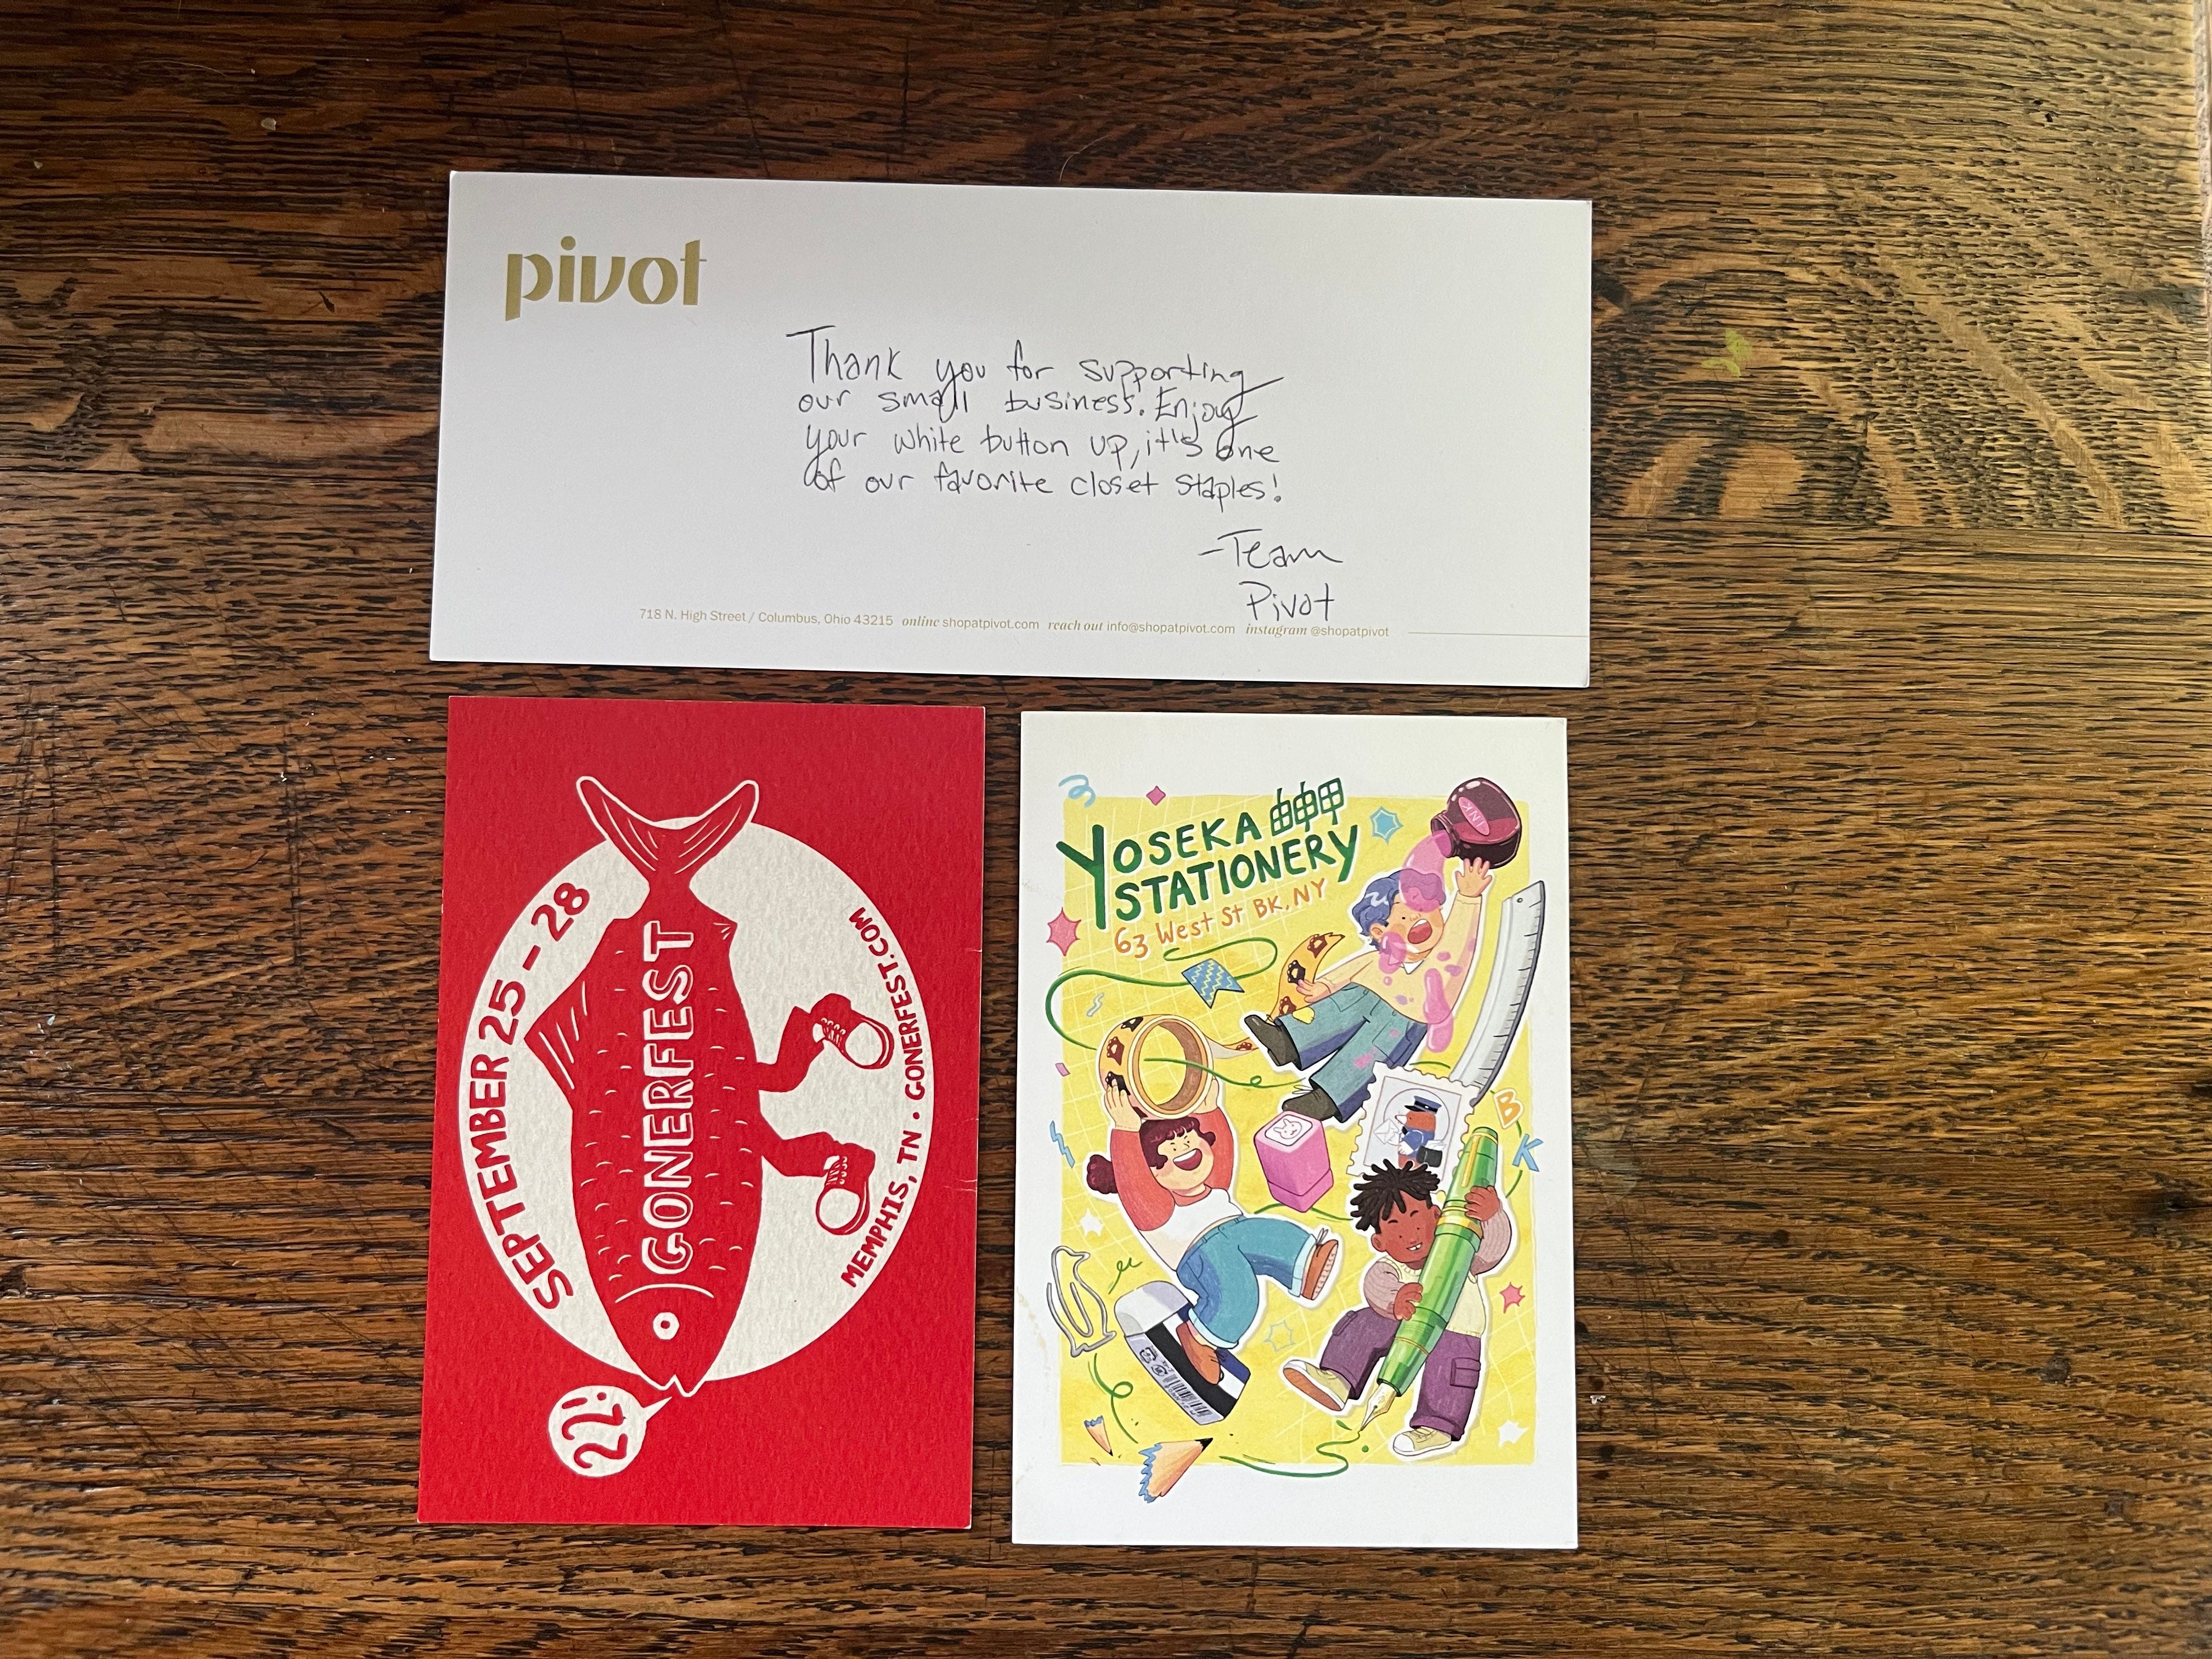 pivot
Thank you for supporting
our small business. Enjoy
your white button up, it's one
of our favorite closet staples!
-Team
Pivot
718 N. High Street / Columbus, Ohio 43215 online shopatpivot.com reach out info@shopatpivot.com instagram @shopatpivot
SEPTEMBER 25-28
GONERFEST
MEMPHIS, TN · GONERFEST.COM
22!
YOSEKA
STATIONERY
63 West St BK, NY
INK
B
K